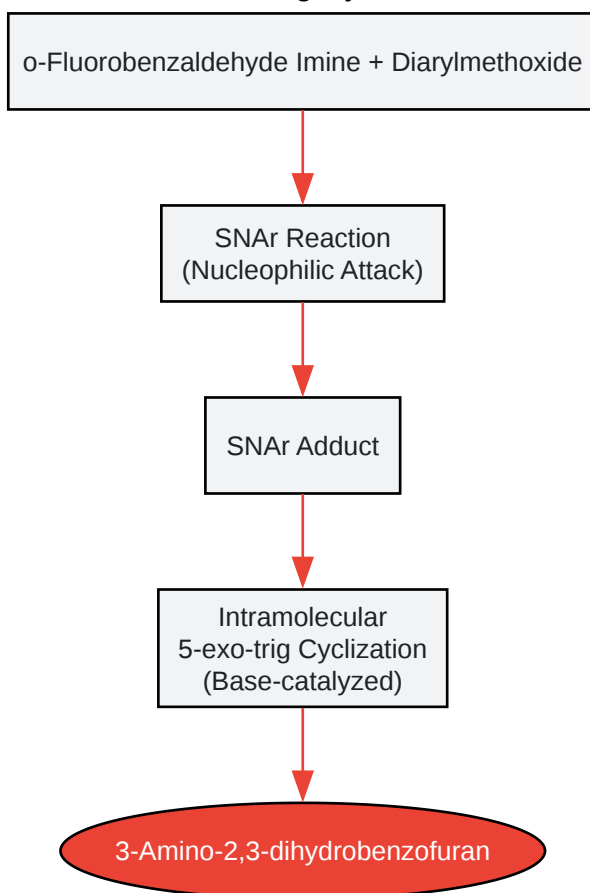 o-Fluorobenzaldehyde Imine + Diarylmethoxide
SNAr Reaction
(Nucleophilic Attack)
SNAr Adduct
Intramolecular
5-exo-trig Cyclization
(Base-catalyzed)
3-Amino-2,3-dihydrobenzofuran